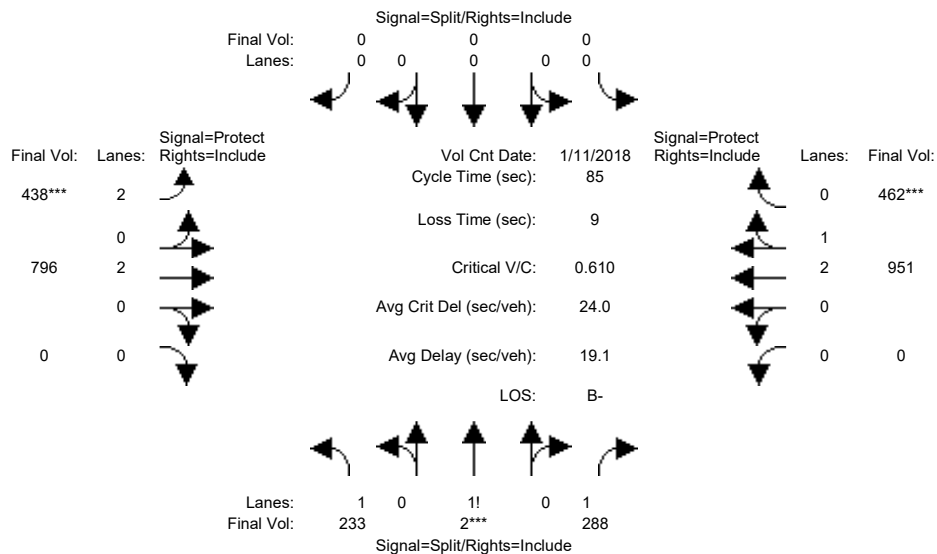 Signal=Split/Rights=Include
Final Vol: 0 0 0
Lanes: 0 0 0 0 0
Signal=Protect Signal=Protect
Final Vol: Lanes: Rights=Include Vol Cnt Date: 1/11/2018 Rights=Include Lanes: Final Vol:
Cycle Time (sec): 85
438*** 2 0 462***
Loss Time (sec): 9
0 1
796 2 Critical V/C: 0.610 2 951
0 Avg Crit Del (sec/veh): 24.0 0
0 0 Avg Delay (sec/veh): 19.1 0 0
LOS: B-
Lanes: 1 0 1! 0 1
Final Vol: 233 2*** 288
Signal=Split/Rights=Include